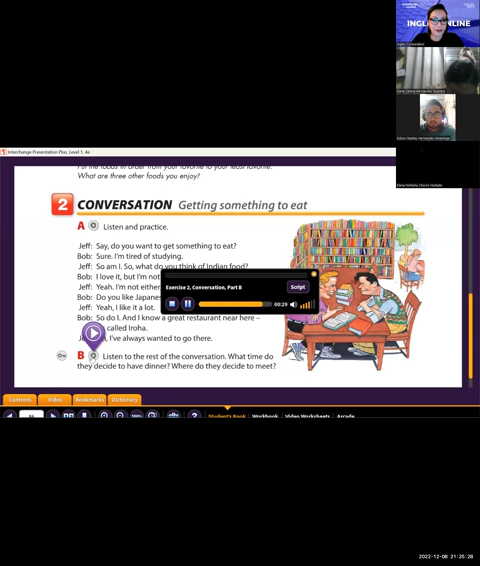 INGL ONLINE
Ingles Corporativo
Interchange Presentation Plus, Level 1, 4e
For the foods in order from your favorite to your least favorite.
What are three other foods you enjoy?
2 CONVERSATION Getting something to eat
A Listen and practice.
Jeff: Say, do you want to get something to eat?
Bob: Sure. I'm tired of studying.
Jeff: So am I. So, what do you think of Indian food?
Bob: I love it, but I'm not
Jeff: Yeah. I'm not either
Bob: Do you like Japanes
Jeff: Yeah, I like it a lot.
Bob: So do I. And I know a great restaurant near here –
called Iroha.
Jeff: I've always wanted to go there.
Exercise 2, Conversation, Part B
Script
00:29
B Listen to the rest of the conversation. What time do
they decide to have dinner? Where do they decide to meet?
Contents Video Bookmarks Dictionary
Student's Book Workbook Video Worksheets Arcade
2022-12-08 21:25:28